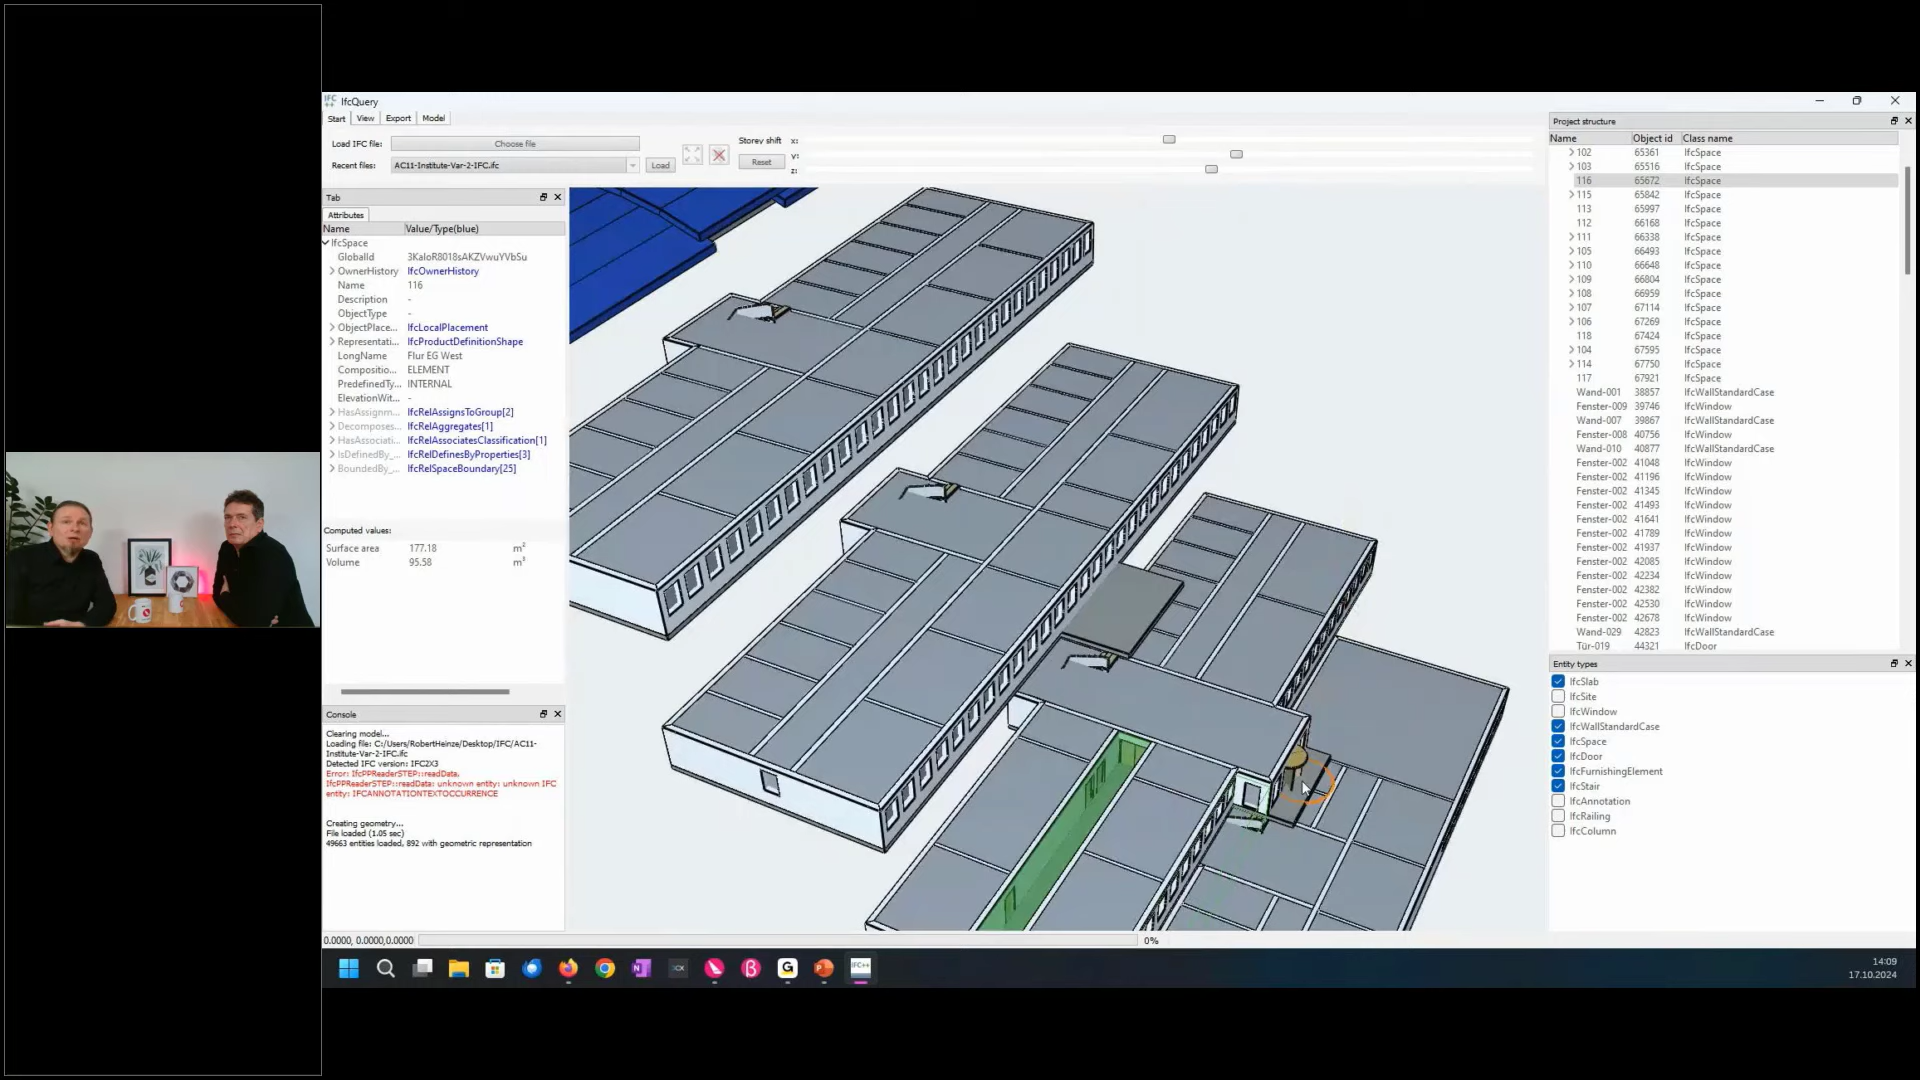 IfcQuery
Start View Export Model
Load IFC file: Choose file
Recent files: AC11-Institute-Var-2-IFC.ifc Load
Storey shift x:
Reset y:
z:
Tab
Attributes
Name Value/Type(blue)
IfcSpace
GlobalId 3KaIoR8018sAKZVwuYVbSu
OwnerHistory IfcOwnerHistory
Name 116
Description -
ObjectType -
ObjectPlace... IfcLocalPlacement
Representati... IfcProductDefinitionShape
LongName Flur EG West
Compositio... ELEMENT
PredefinedTy... INTERNAL
ElevationWit... -
HasAssignm... IfcRelAssignsToGroup[2]
Decomposes... IfcRelAggregates[1]
HasAssociati... IfcRelAssociatesClassification[1]
IsDefinedBy_... IfcRelDefinesByProperties[3]
BoundedBy_... IfcRelSpaceBoundary[25]
Computed values:
Surface area 177.18 m²
Volume 95.58 m³
Console
Clearing model...
Loading file: C:/Users/RobertHeinze/Desktop/IFC/AC11-
Institute-Var-2-IFC.ifc
Detected IFC version: IFC2X3
Error: IfcPPReaderSTEP::readData,
IfcPPReaderSTEP::readData: unknown entity: unknown IFC
entity: IFCANNOTATIONTEXTOCCURRENCE
Creating geometry...
File loaded (1.05 sec)
49663 entities loaded, 892 with geometric representation
0.0000, 0.0000,0.0000
0%
Project structure
Name Object id Class name
102 65361 IfcSpace
103 65516 IfcSpace
116 65672 IfcSpace
115 65842 IfcSpace
113 65997 IfcSpace
112 66168 IfcSpace
111 66338 IfcSpace
105 66493 IfcSpace
110 66648 IfcSpace
109 66804 IfcSpace
108 66959 IfcSpace
107 67114 IfcSpace
106 67269 IfcSpace
118 67424 IfcSpace
104 67595 IfcSpace
114 67750 IfcSpace
117 67921 IfcSpace
Wand-001 38857 IfcWallStandardCase
Fenster-009 39746 IfcWindow
Wand-007 39867 IfcWallStandardCase
Fenster-008 40756 IfcWindow
Wand-010 40877 IfcWallStandardCase
Fenster-002 41048 IfcWindow
Fenster-002 41196 IfcWindow
Fenster-002 41345 IfcWindow
Fenster-002 41493 IfcWindow
Fenster-002 41641 IfcWindow
Fenster-002 41789 IfcWindow
Fenster-002 41937 IfcWindow
Fenster-002 42085 IfcWindow
Fenster-002 42234 IfcWindow
Fenster-002 42382 IfcWindow
Fenster-002 42530 IfcWindow
Fenster-002 42678 IfcWindow
Wand-029 42823 IfcWallStandardCase
Tür-019 44321 IfcDoor
Entity types
IfcSlab
IfcSite
IfcWindow
IfcWallStandardCase
IfcSpace
IfcDoor
IfcFurnishingElement
IfcStair
IfcAnnotation
IfcRailing
IfcColumn
14:09
17.10.2024